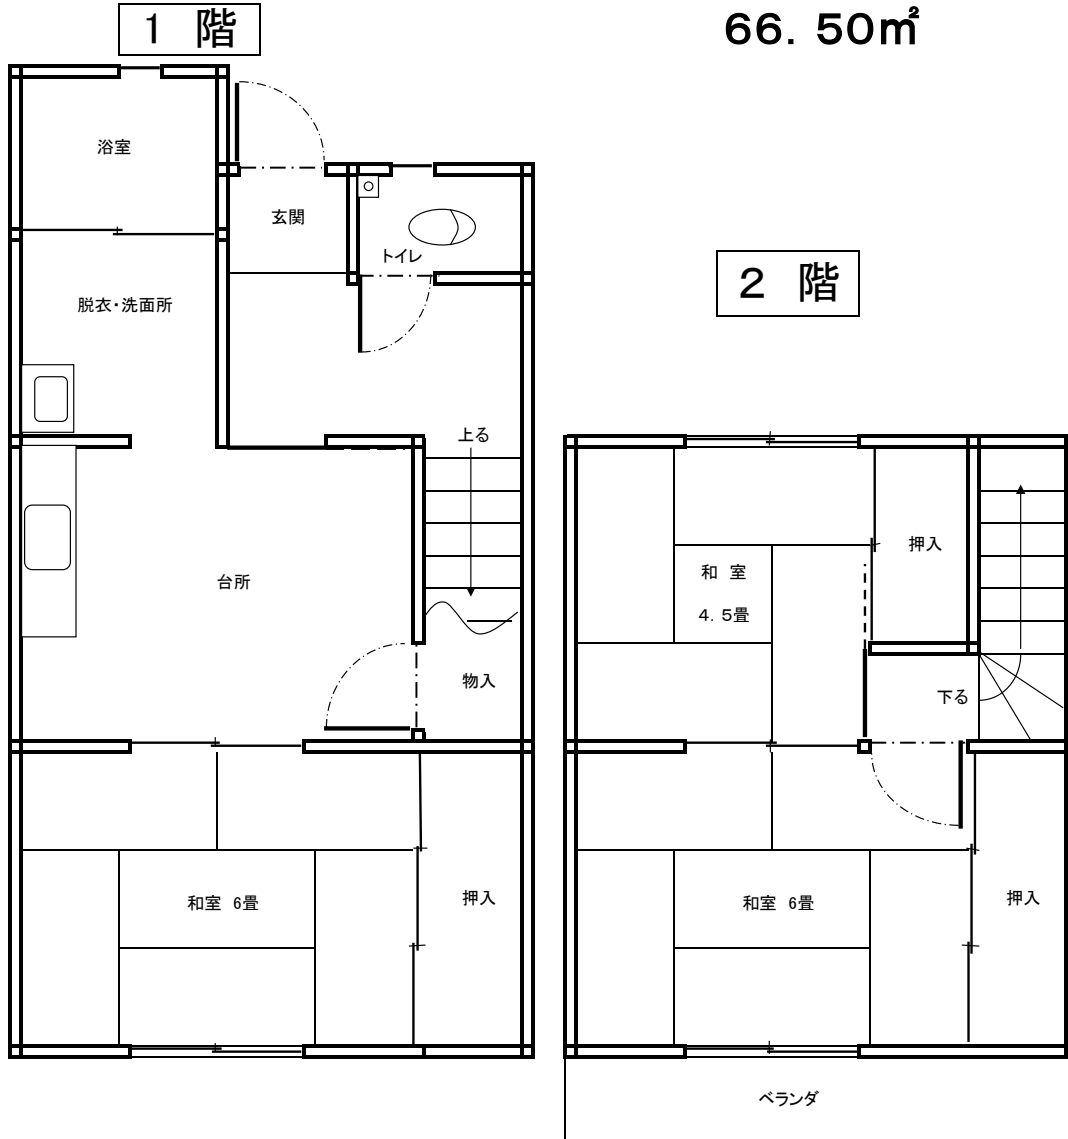 1 階
66. 50㎡
浴室
玄関
トイレ
脱衣・洗面所
上る
台所
物入
和室 6畳
押入
2 階
押入
和 室
4. 5畳
下る
和室 6畳
押入
ベランダ